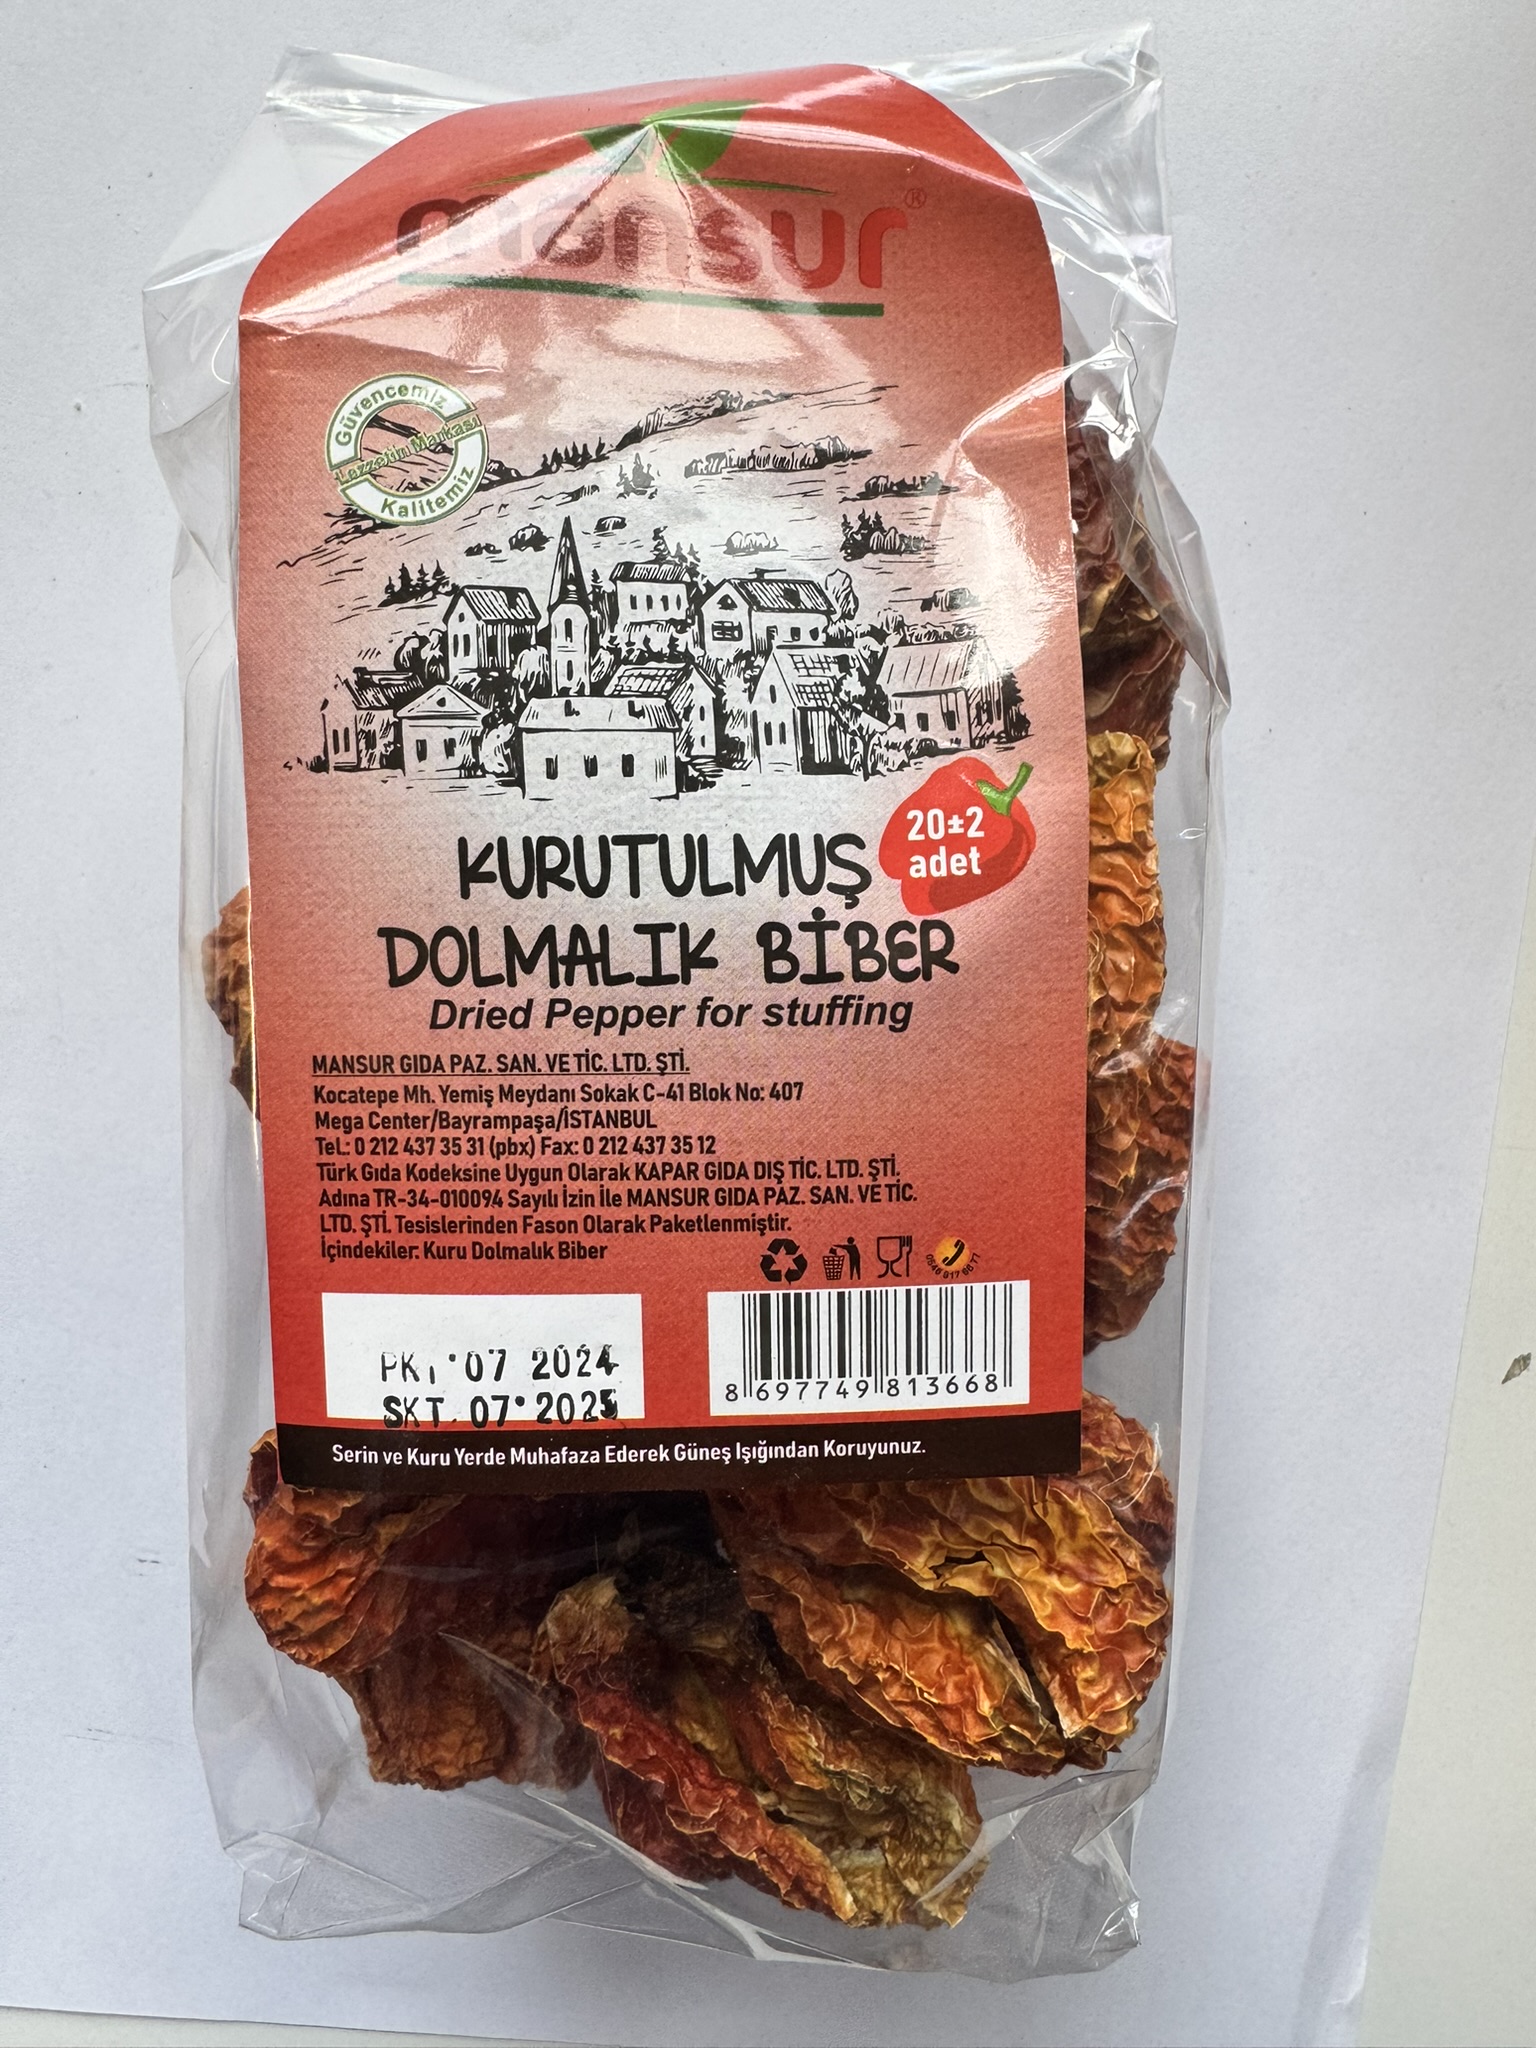 mansur®
Güvencemiz
Lezzetin Markası
Kalitemiz
20±2
adet
KURUTULMUŞ
DOLMALIK BİBER
Dried Pepper for stuffing
MANSUR GIDA PAZ. SAN. VE TİC. LTD. ŞTİ.
Kocatepe Mh. Yemiş Meydanı Sokak C-41 Blok No: 407
Mega Center/Bayrampaşa/İSTANBUL
Tel.: 0 212 437 35 31 (pbx) Fax: 0 212 437 35 12
Türk Gıda Kodeksine Uygun Olarak KAPAR GIDA DIŞ TİC. LTD. ŞTİ.
Adına TR-34-010094 Sayılı İzin İle MANSUR GIDA PAZ. SAN. VE TİC.
LTD. ŞTİ. Tesislerinden Fason Olarak Paketlenmiştir.
İçindekiler: Kuru Dolmalık Biber
07 2024
SKT. 07 2025
8 697749 813668
Serin ve Kuru Yerde Muhafaza Ederek Güneş Işığından Koruyunuz.